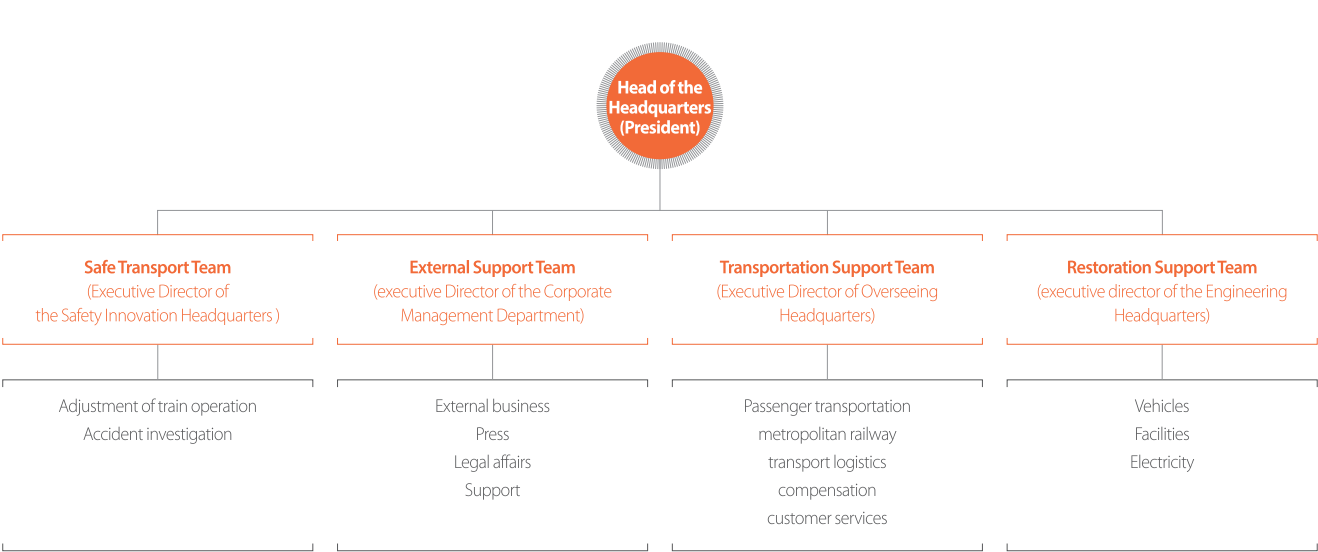 Head of the
Headquarters
(President)
Safe Transport Team
(Executive Director of
the Safety Innovation Headquarters )
Adjustment of train operation
Accident investigation
External Support Team
(executive Director of the Corporate
Management Department)
External business
Press
Legal affairs
Support
Transportation Support Team
(Executive Director of Overseeing
Headquarters)
Passenger transportation
metropolitan railway
transport logistics
compensation
customer services
Restoration Support Team
(executive director of the Engineering
Headquarters)
Vehicles
Facilities
Electricity